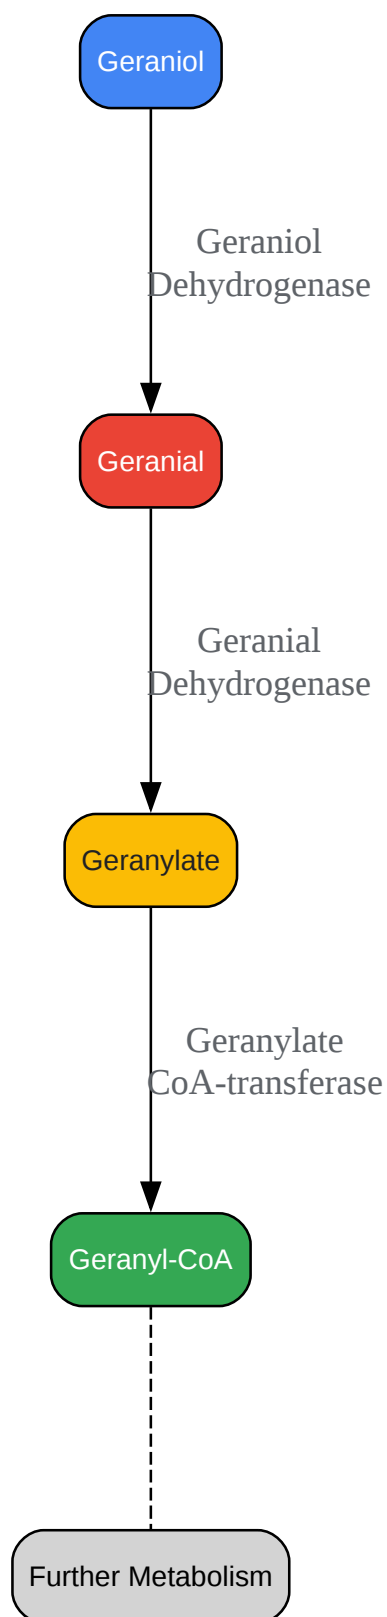 Geraniol
Geraniol
Dehydrogenase
Geranial
Geranial
Dehydrogenase
Geranylate
Geranylate
CoA-transferase
Geranyl-CoA
Further Metabolism